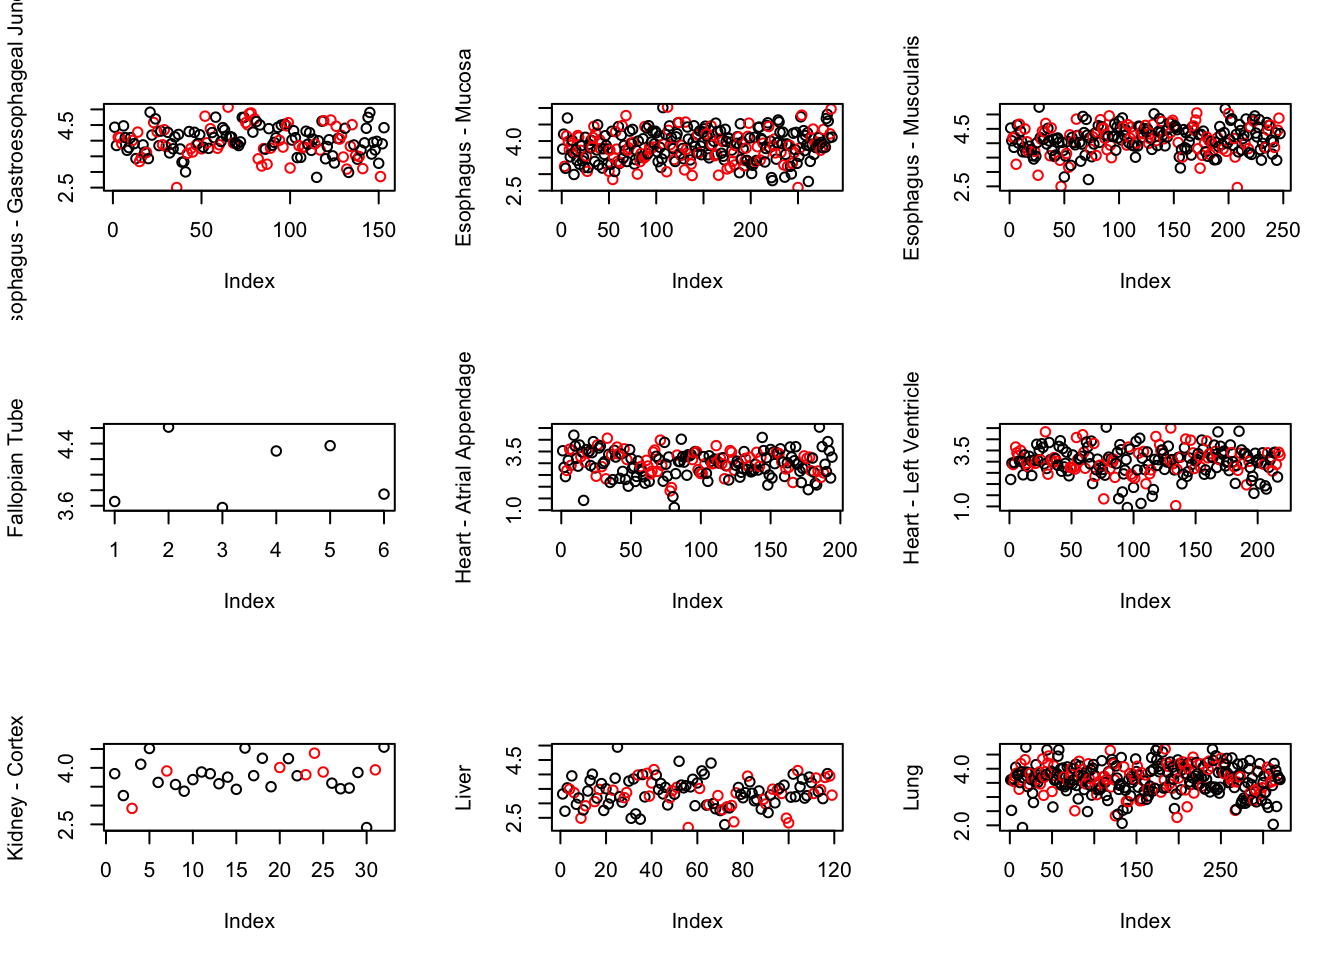 sophagus - Gastroesophageal Junc
4.5
2.5
0 50 100 150
Index
Esophagus - Mucosa
4.0
2.5
0 50 100 200
Index
Esophagus - Muscularis
4.5
2.5
0 50 100 150 200 250
Index
Fallopian Tube
4.4
3.6
1 2 3 4 5 6
Index
Heart - Atrial Appendage
3.5
1.0
0 50 100 150 200
Index
Heart - Left Ventricle
3.5
1.0
0 50 100 150 200
Index
Kidney - Cortex
4.0
2.5
0 5 10 15 20 25 30
Index
Liver
4.5
2.5
0 20 40 60 80 120
Index
Lung
4.0
2.0
0 50 150 250
Index